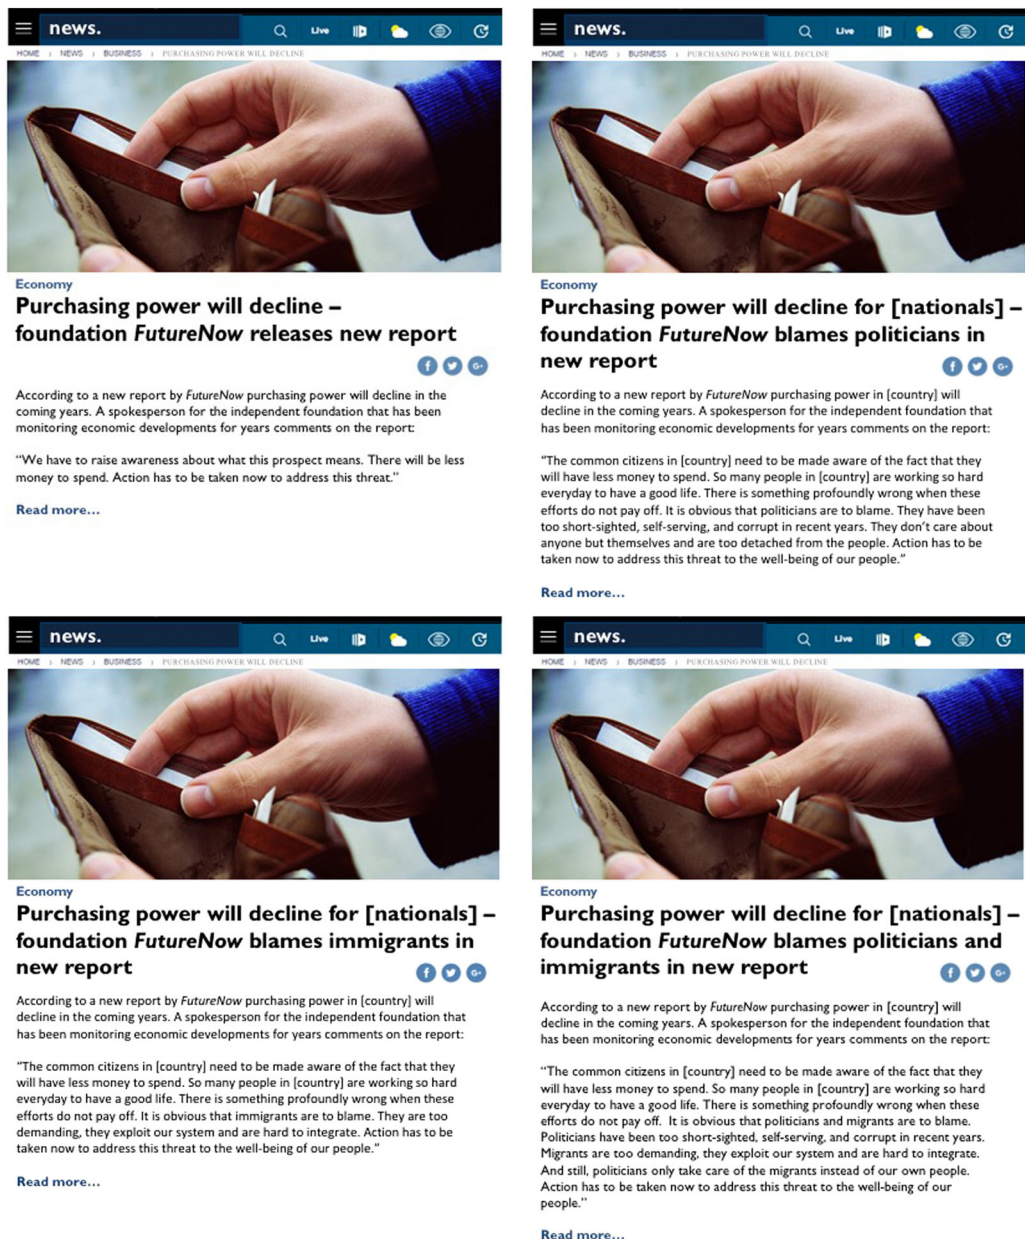 news.
Live
HOME › NEWS › BUSINESS › PURCHASING POWER WILL DECLINE
Economy
Purchasing power will decline –
foundation FutureNow releases new report
f G+
According to a new report by FutureNow purchasing power will decline in the
coming years. A spokesperson for the independent foundation that has been
monitoring economic developments for years comments on the report:
“We have to raise awareness about what this prospect means. There will be less
money to spend. Action has to be taken now to address this threat.”
Read more...
news.
Live
HOME › NEWS › BUSINESS › PURCHASING POWER WILL DECLINE
Economy
Purchasing power will decline for [nationals] –
foundation FutureNow blames politicians in
new report
f G+
According to a new report by FutureNow purchasing power in [country] will
decline in the coming years. A spokesperson for the independent foundation that
has been monitoring economic developments for years comments on the report:
“The common citizens in [country] need to be made aware of the fact that they
will have less money to spend. So many people in [country] are working so hard
everyday to have a good life. There is something profoundly wrong when these
efforts do not pay off. It is obvious that politicians are to blame. They have been
too short-sighted, self-serving, and corrupt in recent years. They don’t care about
anyone but themselves and are too detached from the people. Action has to be
taken now to address this threat to the well-being of our people.”
Read more...
news.
Live
HOME › NEWS › BUSINESS › PURCHASING POWER WILL DECLINE
Economy
Purchasing power will decline for [nationals] –
foundation FutureNow blames immigrants in
new report
f G+
According to a new report by FutureNow purchasing power in [country] will
decline in the coming years. A spokesperson for the independent foundation that
has been monitoring economic developments for years comments on the report:
“The common citizens in [country] need to be made aware of the fact that they
will have less money to spend. So many people in [country] are working so hard
everyday to have a good life. There is something profoundly wrong when these
efforts do not pay off. It is obvious that immigrants are to blame. They are too
demanding, they exploit our system and are hard to integrate. Action has to be
taken now to address this threat to the well-being of our people.”
Read more...
news.
Live
HOME › NEWS › BUSINESS › PURCHASING POWER WILL DECLINE
Economy
Purchasing power will decline for [nationals] –
foundation FutureNow blames politicians and
immigrants in new report
f G+
According to a new report by FutureNow purchasing power in [country] will
decline in the coming years. A spokesperson for the independent foundation that
has been monitoring economic developments for years comments on the report:
“The common citizens in [country] need to be made aware of the fact that they
will have less money to spend. So many people in [country] are working so hard
everyday to have a good life. There is something profoundly wrong when these
efforts do not pay off. It is obvious that politicians and migrants are to blame.
Politicians have been too short-sighted, self-serving, and corrupt in recent years.
Migrants are too demanding, they exploit our system and are hard to integrate.
And still, politicians only take care of the migrants instead of our own people.
Action has to be taken now to address this threat to the well-being of our
people.”
Read more...